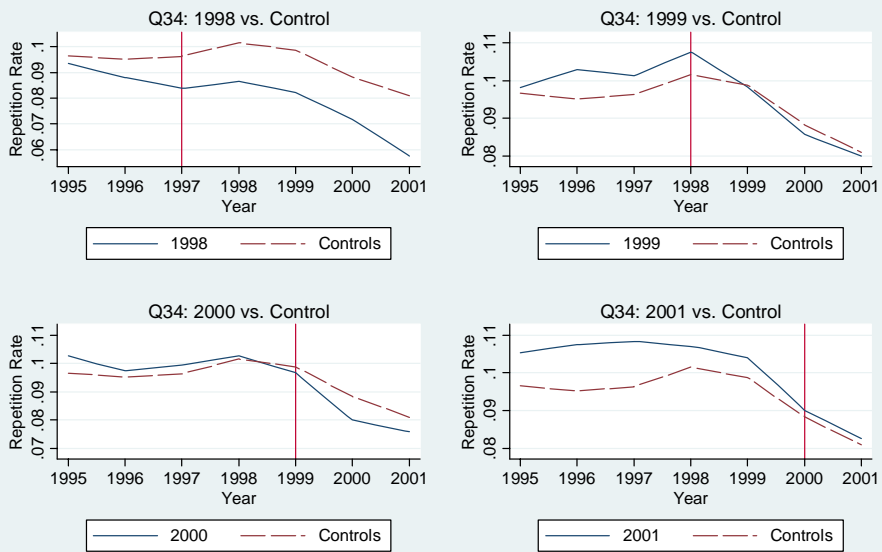 Q34: 1998 vs. Control
Repetition Rate
.1
.09
.08
.07
.06
1995 1996 1997 1998 1999 2000 2001
Year
1998 Controls
Q34: 1999 vs. Control
Repetition Rate
.11
.1
.09
.08
1995 1996 1997 1998 1999 2000 2001
Year
1999 Controls
Q34: 2000 vs. Control
Repetition Rate
.11
.1
.09
.08
.07
1995 1996 1997 1998 1999 2000 2001
Year
2000 Controls
Q34: 2001 vs. Control
Repetition Rate
.11
.1
.09
.08
1995 1996 1997 1998 1999 2000 2001
Year
2001 Controls